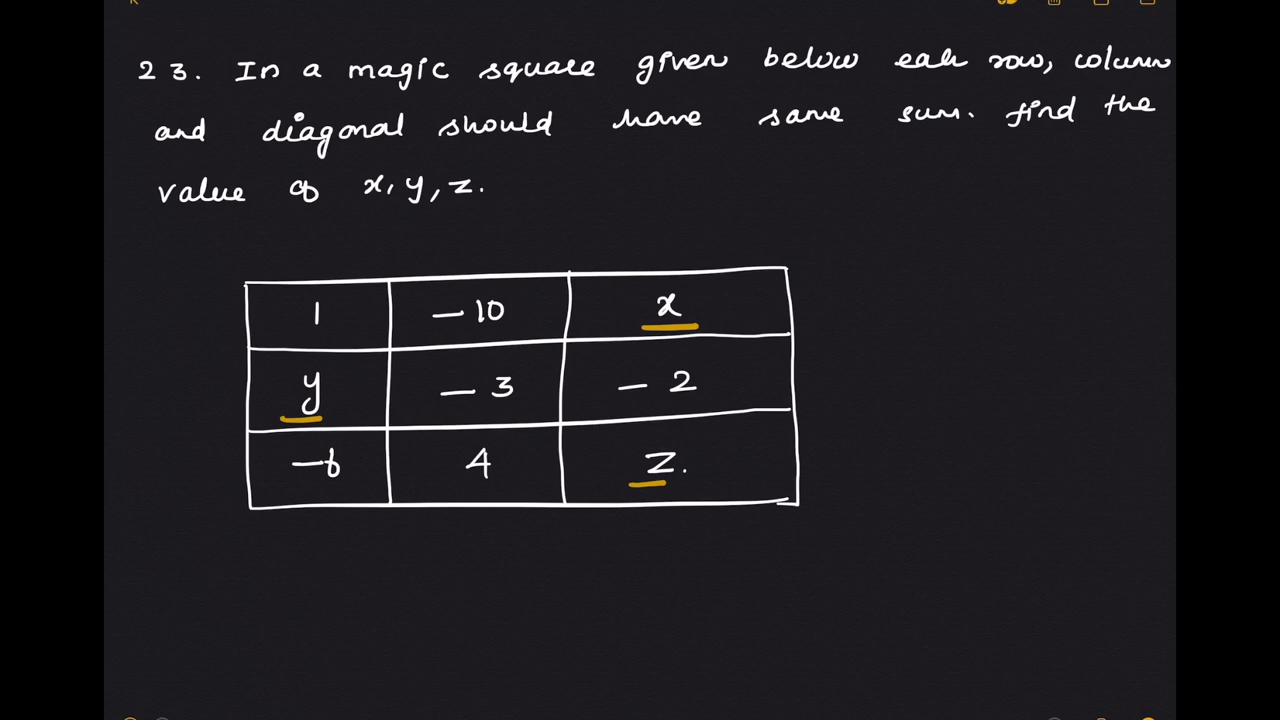 23. In a magic square given below each row, column
and diagonal should have same sum. find the
value of x, y, z.
1 -10 x
y -3 -2
-6 4 z.